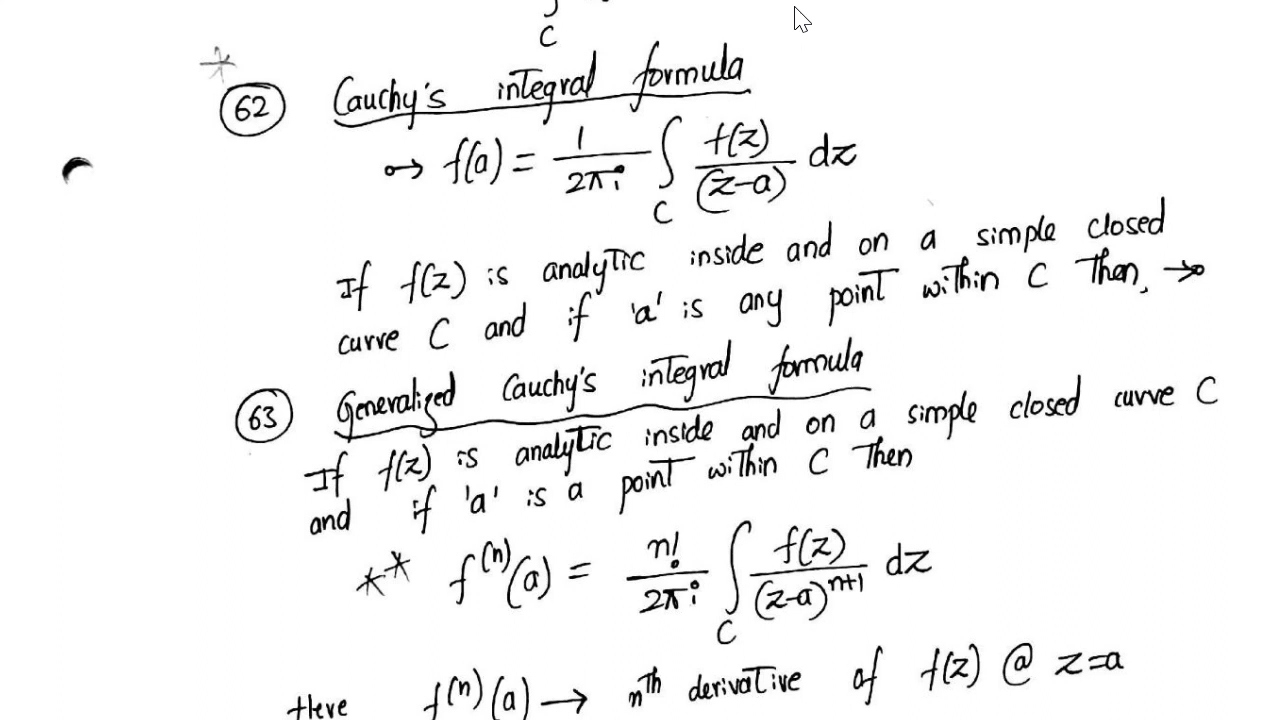 C
*
62 Cauchy's integral formula
→ f(a) = 1/2πi ∫_C f(z)/(z-a) dz
If f(z) is analytic inside and on a simple closed
curve C and if 'a' is any point within C Then, →
63 Generalized Cauchy's integral formula
If f(z) is analytic inside and on a simple closed curve C
and if 'a' is a point within C Then
** f^(n)(a) = n!/2πi ∫_C f(z)/(z-a)^(n+1) dz
Here f^(n)(a) → nth derivative of f(z) @ z=a